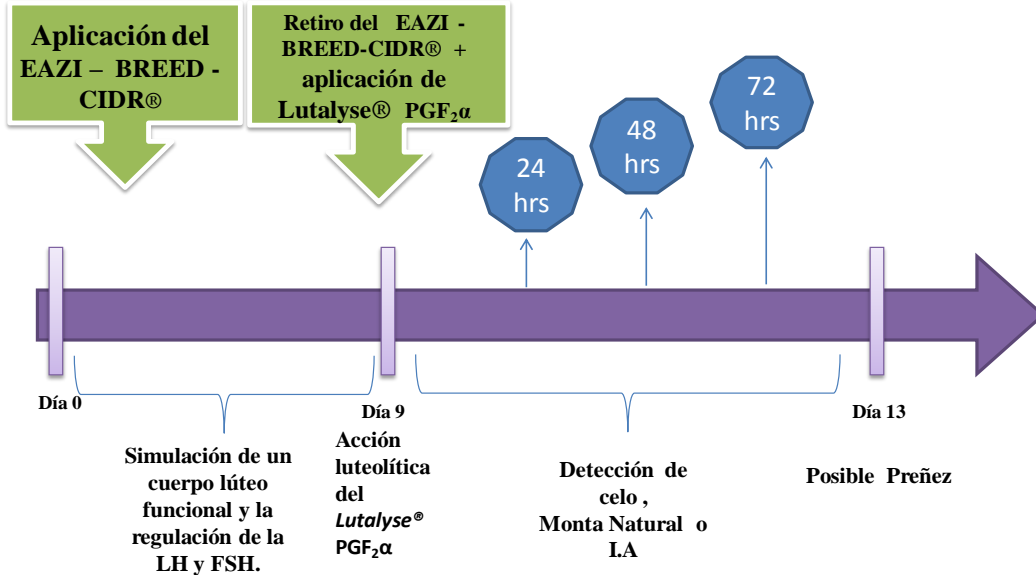 Aplicación del
EAZI – BREED -
CIDR®
Retiro del EAZI -
BREED-CIDR® +
aplicación de
Lutalyse® PGF₂α
24
hrs
48
hrs
72
hrs
Día 0
Día 9
Día 13
Simulación de un
cuerpo lúteo
funcional y la
regulación de la
LH y FSH.
Acción
luteolítica
del
Lutalyse®
PGF₂α
Detección de
celo ,
Monta Natural o
I.A
Posible Preñez